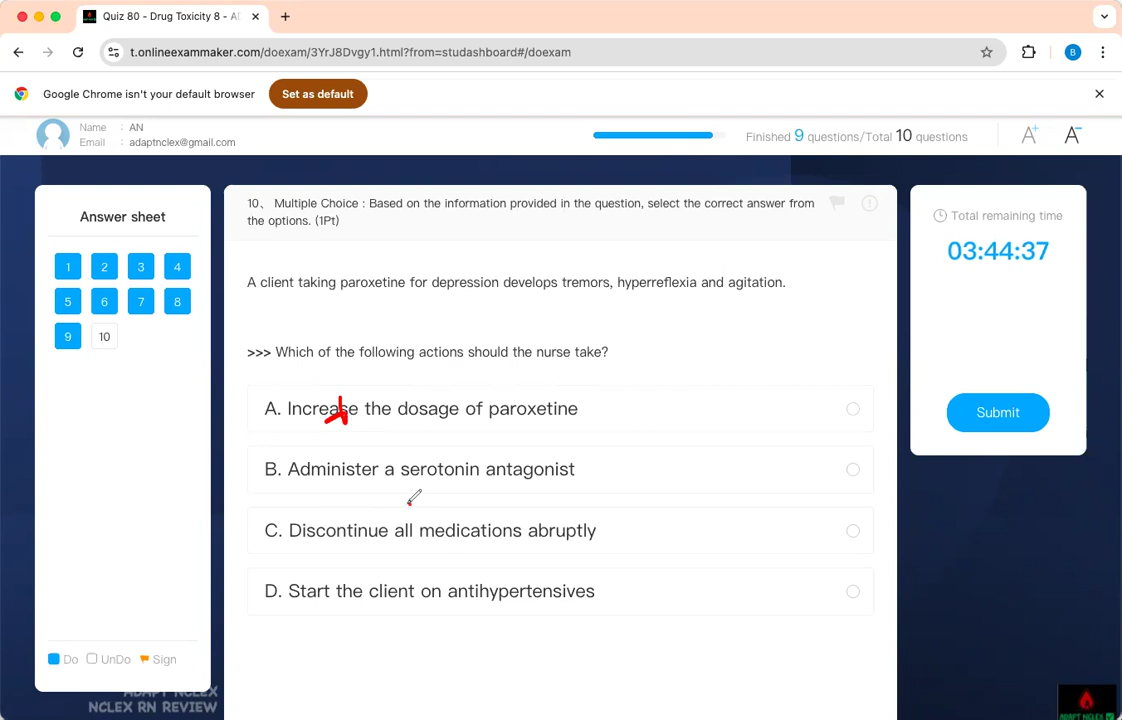 Quiz 80 - Drug Toxicity 8 - AD
t.onlineexammaker.com/doexam/3YrJ8Dvgy1.html?from=studashboard#/doexam
B
Google Chrome isn't your default browser
Set as default
Name : AN
Email : adaptnclex@gmail.com
Finished 9 questions/Total 10 questions
A+
A-
Answer sheet
1 2 3 4
5 6 7 8
9 10
Do UnDo Sign
ADAPT NCLEX
NCLEX RN REVIEW
10、 Multiple Choice : Based on the information provided in the question, select the correct answer from
the options. (1Pt)
A client taking paroxetine for depression develops tremors, hyperreflexia and agitation.
>>> Which of the following actions should the nurse take?
A. Increase the dosage of paroxetine
B. Administer a serotonin antagonist
C. Discontinue all medications abruptly
D. Start the client on antihypertensives
Total remaining time
03:44:37
Submit
ADAPT NCLEX